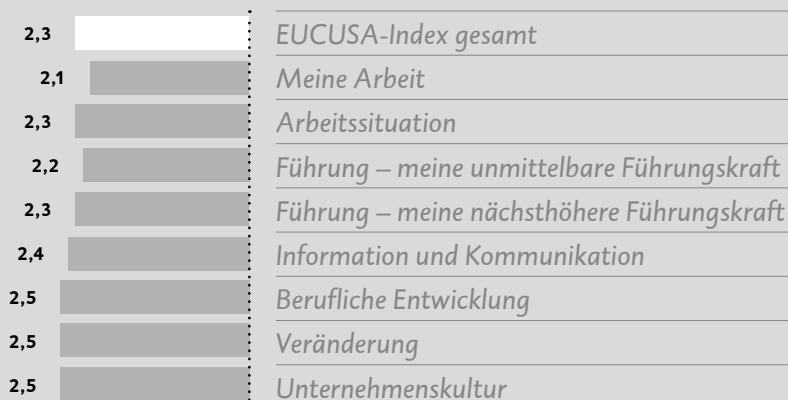 2,3 EUCUSA-Index gesamt
2,1 Meine Arbeit
2,3 Arbeitssituation
2,2 Führung – meine unmittelbare Führungskraft
2,3 Führung – meine nächsthöhere Führungskraft
2,4 Information und Kommunikation
2,5 Berufliche Entwicklung
2,5 Veränderung
2,5 Unternehmenskultur